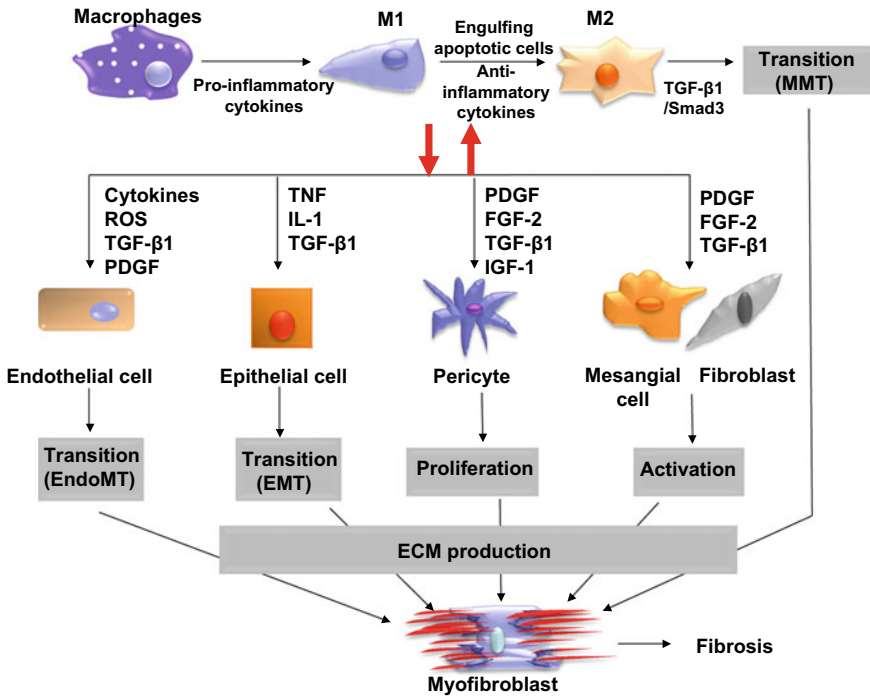 Macrophages
Pro-inflammatory
cytokines
M1
Engulfing
apoptotic cells
Anti-
inflammatory
cytokines
M2
TGF-β1
/Smad3
Transition
(MMT)
Cytokines
ROS
TGF-β1
PDGF
TNF
IL-1
TGF-β1
PDGF
FGF-2
TGF-β1
IGF-1
PDGF
FGF-2
TGF-β1
Endothelial cell
Epithelial cell
Pericyte
Mesangial
cell
Fibroblast
Transition
(EndoMT)
Transition
(EMT)
Proliferation
Activation
ECM production
Myofibroblast
Fibrosis